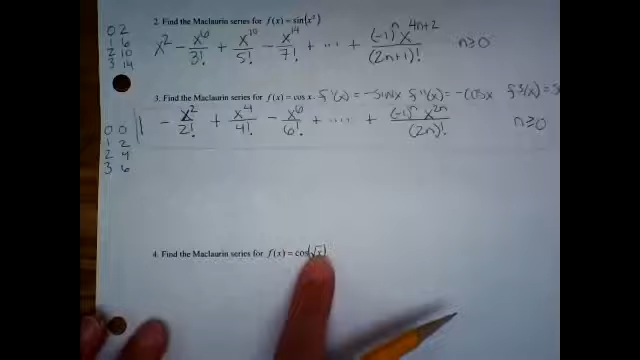 2. Find the Maclaurin series for f(x) = sin(x²)
0 2
1 6
2 10
3 14
x² - x⁶/3! + x¹⁰/5! - x¹⁴/7! + ... + (-1)ⁿ x⁴ⁿ⁺²/(2n+1)! n≥0
3. Find the Maclaurin series for f(x) = cos x. f'(x) = -sinx f''(x) = -cosx f³(x) =
1 - x²/2! + x⁴/4! - x⁶/6! + .... + (-1)ⁿ x²ⁿ/(2n)! n≥0
0 0
1 2
2 4
3 6
4. Find the Maclaurin series for f(x) = cos(√x)